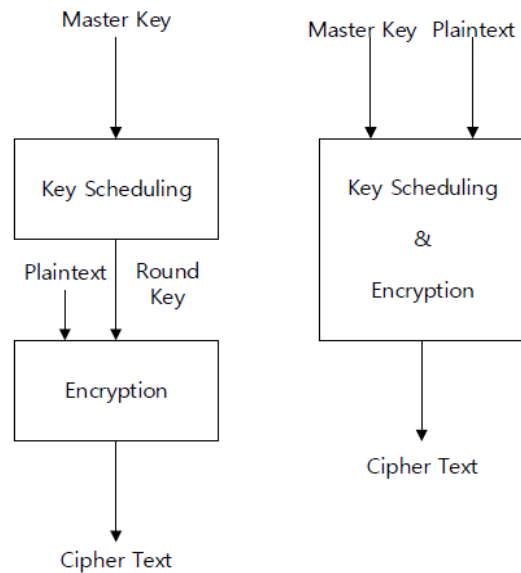 Master Key
Key Scheduling
Plaintext
Round
Key
Encryption
Cipher Text
Master Key Plaintext
Key Scheduling
&
Encryption
Cipher Text